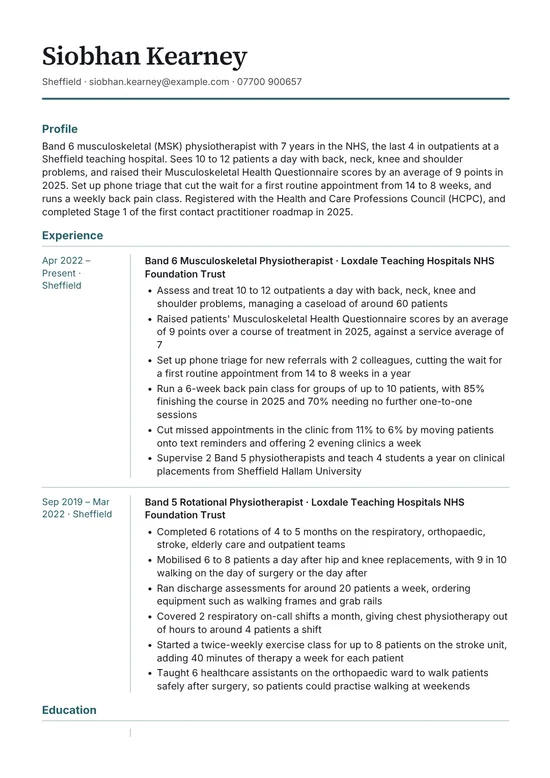 Siobhan Kearney
Sheffield · siobhan.kearney@example.com · 07700 900657
Profile
Band 6 musculoskeletal (MSK) physiotherapist with 7 years in the NHS, the last 4 in outpatients at a
Sheffield teaching hospital. Sees 10 to 12 patients a day with back, neck, knee and shoulder
problems, and raised their Musculoskeletal Health Questionnaire scores by an average of 9 points in
2025. Set up phone triage that cut the wait for a first routine appointment from 14 to 8 weeks, and
runs a weekly back pain class. Registered with the Health and Care Professions Council (HCPC), and
completed Stage 1 of the first contact practitioner roadmap in 2025.
Experience
Apr 2022 –
Present ·
Sheffield
Band 6 Musculoskeletal Physiotherapist · Loxdale Teaching Hospitals NHS
Foundation Trust
• Assess and treat 10 to 12 outpatients a day with back, neck, knee and
shoulder problems, managing a caseload of around 60 patients
• Raised patients' Musculoskeletal Health Questionnaire scores by an average
of 9 points over a course of treatment in 2025, against a service average of
7
• Set up phone triage for new referrals with 2 colleagues, cutting the wait for
a first routine appointment from 14 to 8 weeks in a year
• Run a 6-week back pain class for groups of up to 10 patients, with 85%
finishing the course in 2025 and 70% needing no further one-to-one
sessions
• Cut missed appointments in the clinic from 11% to 6% by moving patients
onto text reminders and offering 2 evening clinics a week
• Supervise 2 Band 5 physiotherapists and teach 4 students a year on clinical
placements from Sheffield Hallam University
Sep 2019 – Mar
2022 · Sheffield
Band 5 Rotational Physiotherapist · Loxdale Teaching Hospitals NHS
Foundation Trust
• Completed 6 rotations of 4 to 5 months on the respiratory, orthopaedic,
stroke, elderly care and outpatient teams
• Mobilised 6 to 8 patients a day after hip and knee replacements, with 9 in 10
walking on the day of surgery or the day after
• Ran discharge assessments for around 20 patients a week, ordering
equipment such as walking frames and grab rails
• Covered 2 respiratory on-call shifts a month, giving chest physiotherapy out
of hours to around 4 patients a shift
• Started a twice-weekly exercise class for up to 8 patients on the stroke unit,
adding 40 minutes of therapy a week for each patient
• Taught 6 healthcare assistants on the orthopaedic ward to walk patients
safely after surgery, so patients could practise walking at weekends
Education